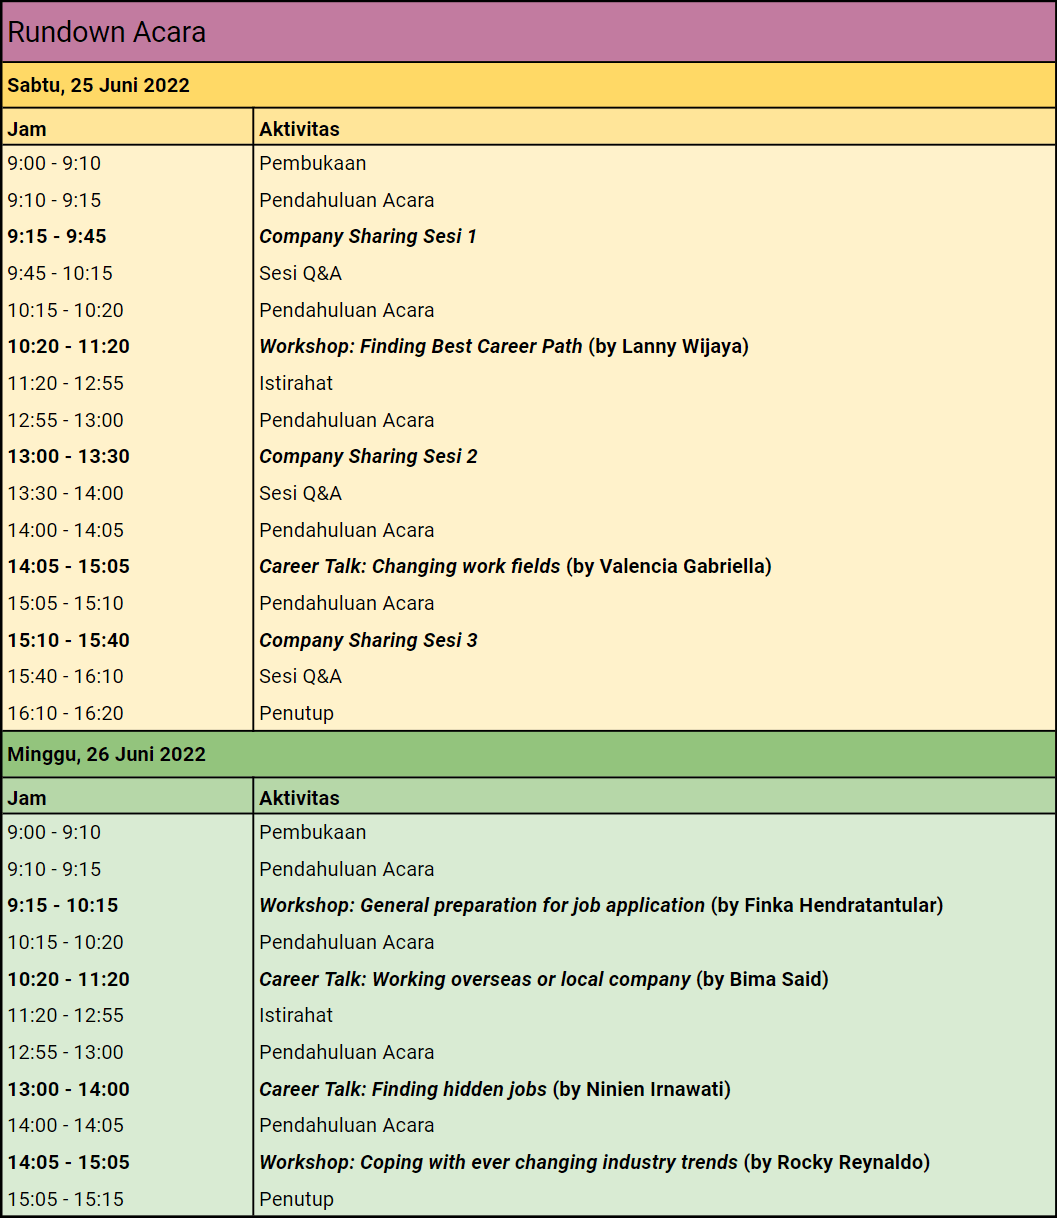 Rundown Acara
Sabtu, 25 Juni 2022
Jam Aktivitas
9:00 - 9:10 Pembukaan
9:10 - 9:15 Pendahuluan Acara
9:15 - 9:45 Company Sharing Sesi 1
9:45 - 10:15 Sesi Q&A
10:15 - 10:20 Pendahuluan Acara
10:20 - 11:20 Workshop: Finding Best Career Path (by Lanny Wijaya)
11:20 - 12:55 Istirahat
12:55 - 13:00 Pendahuluan Acara
13:00 - 13:30 Company Sharing Sesi 2
13:30 - 14:00 Sesi Q&A
14:00 - 14:05 Pendahuluan Acara
14:05 - 15:05 Career Talk: Changing work fields (by Valencia Gabriella)
15:05 - 15:10 Pendahuluan Acara
15:10 - 15:40 Company Sharing Sesi 3
15:40 - 16:10 Sesi Q&A
16:10 - 16:20 Penutup
Minggu, 26 Juni 2022
Jam Aktivitas
9:00 - 9:10 Pembukaan
9:10 - 9:15 Pendahuluan Acara
9:15 - 10:15 Workshop: General preparation for job application (by Finka Hendratantular)
10:15 - 10:20 Pendahuluan Acara
10:20 - 11:20 Career Talk: Working overseas or local company (by Bima Said)
11:20 - 12:55 Istirahat
12:55 - 13:00 Pendahuluan Acara
13:00 - 14:00 Career Talk: Finding hidden jobs (by Ninien Irnawati)
14:00 - 14:05 Pendahuluan Acara
14:05 - 15:05 Workshop: Coping with ever changing industry trends (by Rocky Reynaldo)
15:05 - 15:15 Penutup